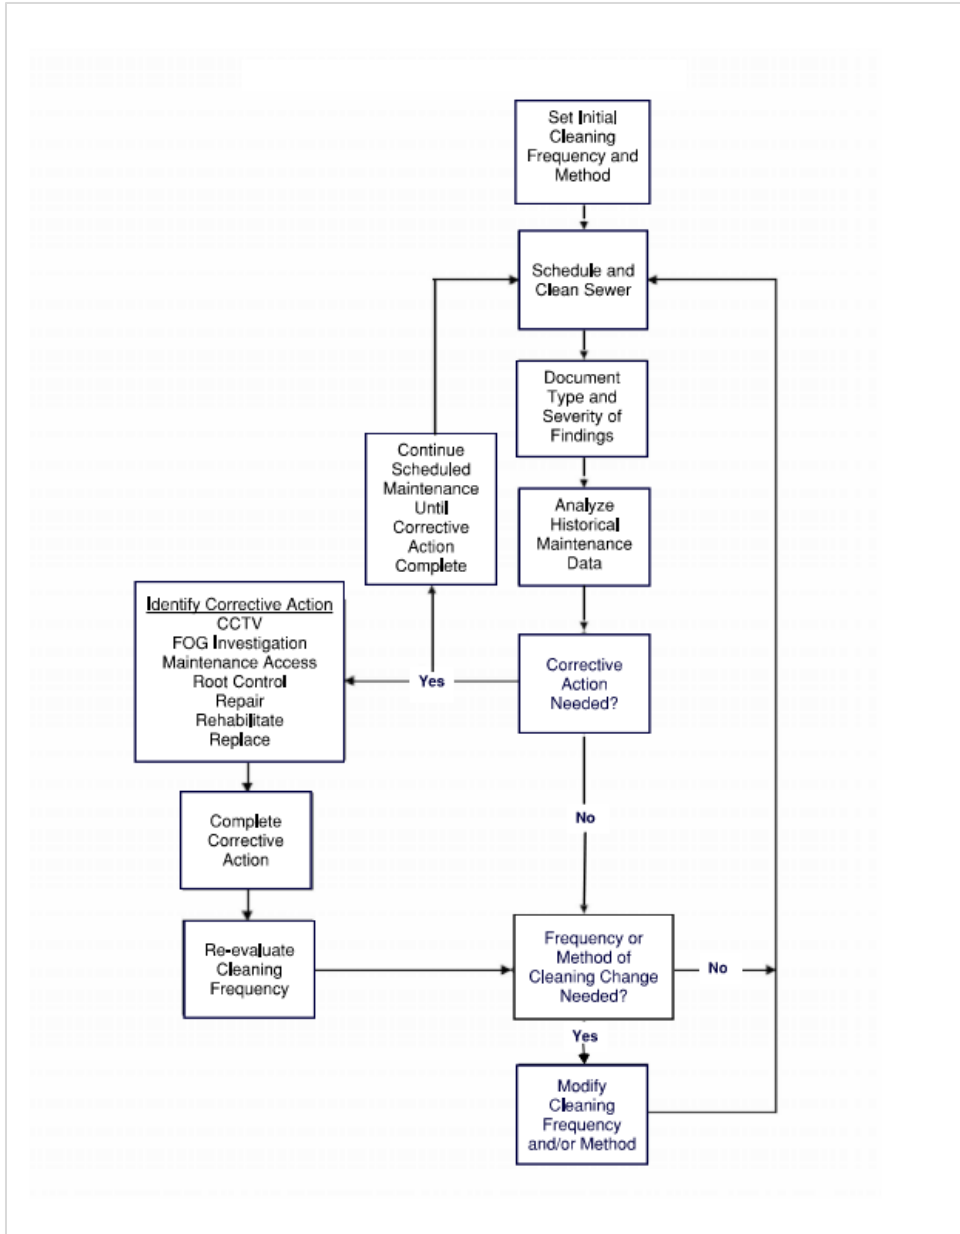 Set Initial
Cleaning
Frequency and
Method
Schedule and
Clean Sewer
Document
Type and
Severity of
Findings
Continue
Scheduled
Maintenance
Until
Corrective
Action
Complete
Analyze
Historical
Maintenance
Data
Identify Corrective Action
CCTV
FOG Investigation
Maintenance Access
Root Control
Repair
Rehabilitate
Replace
Yes
Corrective
Action
Needed?
No
Complete
Corrective
Action
Re-evaluate
Cleaning
Frequency
Frequency or
Method of
Cleaning Change
Needed?
No
Yes
Modify
Cleaning
Frequency
and/or Method